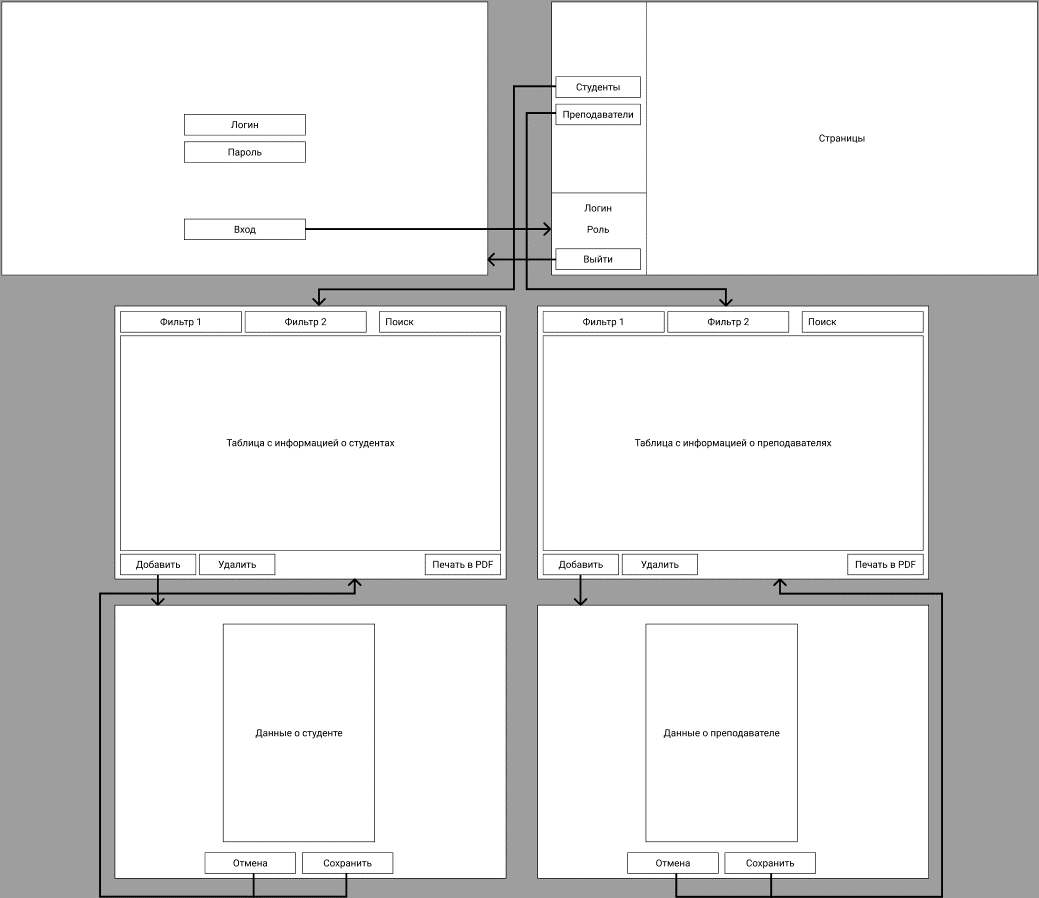 Логин
Пароль
Вход
Студенты
Преподаватели
Логин
Роль
Выйти
Страницы
Фильтр 1
Фильтр 2
Поиск
Таблица с информацией о студентах
Добавить
Удалить
Печать в PDF
Фильтр 1
Фильтр 2
Поиск
Таблица с информацией о преподавателях
Добавить
Удалить
Печать в PDF
Данные о студенте
Отмена
Сохранить
Данные о преподавателе
Отмена
Сохранить